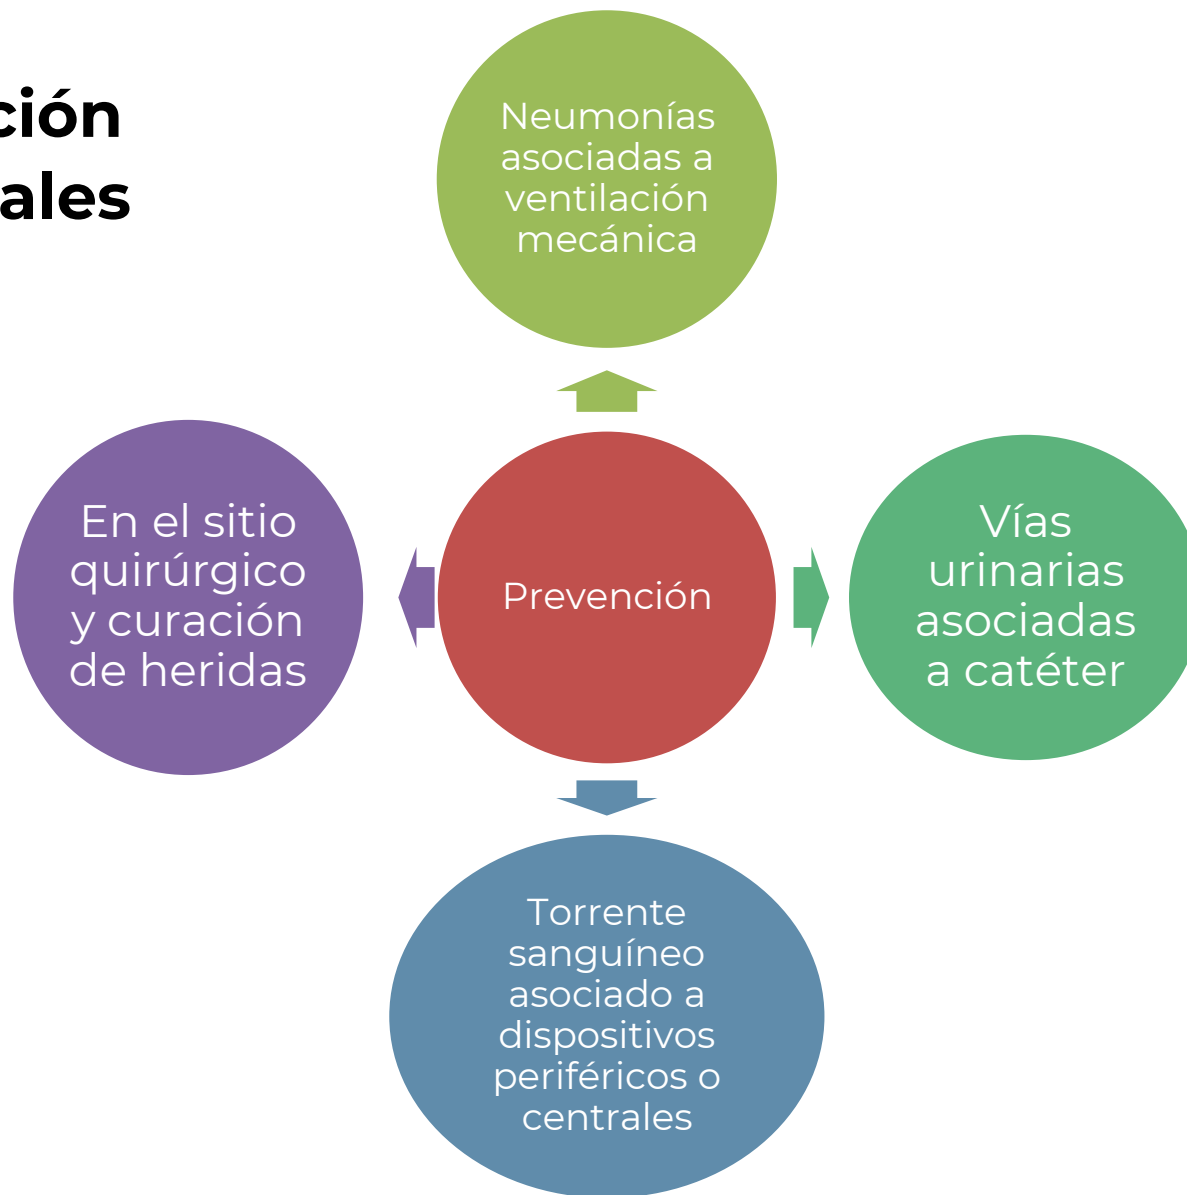 ción
ales
Neumonías
asociadas a
ventilación
mecánica
En el sitio
quirúrgico
y curación
de heridas
Prevención
Vías
urinarias
asociadas
a catéter
Torrente
sanguíneo
asociado a
dispositivos
periféricos o
centrales